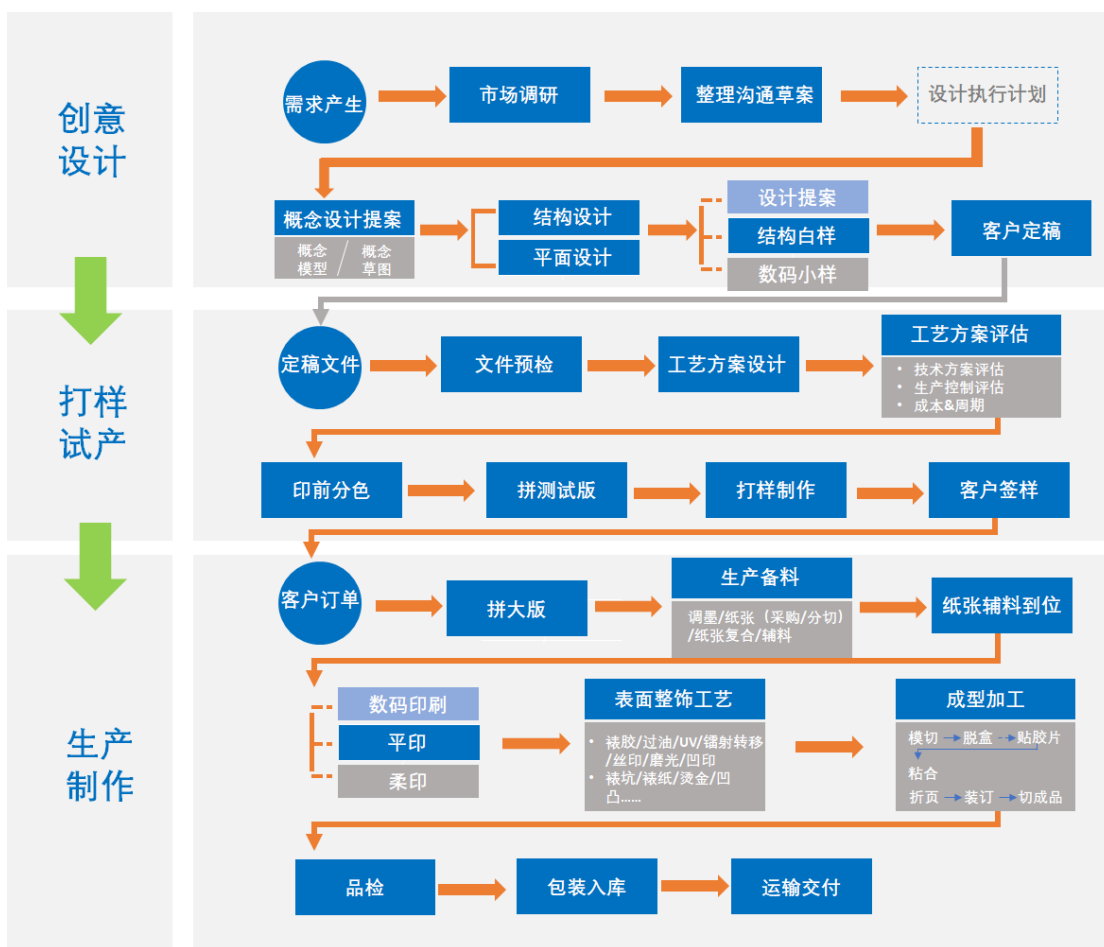 创意
设计
需求产生
市场调研
整理沟通草案
设计执行计划
概念设计提案
概念
模型
概念
草图
结构设计
平面设计
设计提案
结构白样
数码小样
客户定稿
打样
试产
定稿文件
文件预检
工艺方案设计
工艺方案评估
• 技术方案评估
• 生产控制评估
• 成本&周期
印前分色
拼测试版
打样制作
客户签样
生产
制作
客户订单
拼大版
生产备料
调墨/纸张（采购/分切）
/纸张复合/辅料
纸张辅料到位
数码印刷
平印
柔印
表面整饰工艺
• 裱胶/过油/UV/镭射转移
/丝印/磨光/凹印
• 裱坑/裱纸/烫金/凹
凸......
成型加工
模切 脱盒 贴胶片
粘合
折页 装订 切成品
品检
包装入库
运输交付